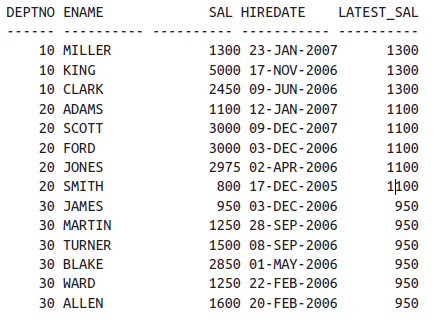 DEPTNO ENAME             SAL HIREDATE    LATEST_SAL
------ ---------- ---------- ----------- ----------
    10 MILLER           1300 23-JAN-2007       1300
    10 KING             5000 17-NOV-2006       1300
    10 CLARK            2450 09-JUN-2006       1300
    20 ADAMS            1100 12-JAN-2007       1100
    20 SCOTT            3000 09-DEC-2007       1100
    20 FORD             3000 03-DEC-2006       1100
    20 JONES            2975 02-APR-2006       1100
    20 SMITH             800 17-DEC-2005       1100
    30 JAMES             950 03-DEC-2006        950
    30 MARTIN           1250 28-SEP-2006        950
    30 TURNER           1500 08-SEP-2006        950
    30 BLAKE            2850 01-MAY-2006        950
    30 WARD             1250 22-FEB-2006        950
    30 ALLEN            1600 20-FEB-2006        950